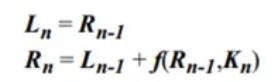 Lₙ = Rₙ₋₁
Rₙ = Lₙ₋₁ + f(Rₙ₋₁,Kₙ)